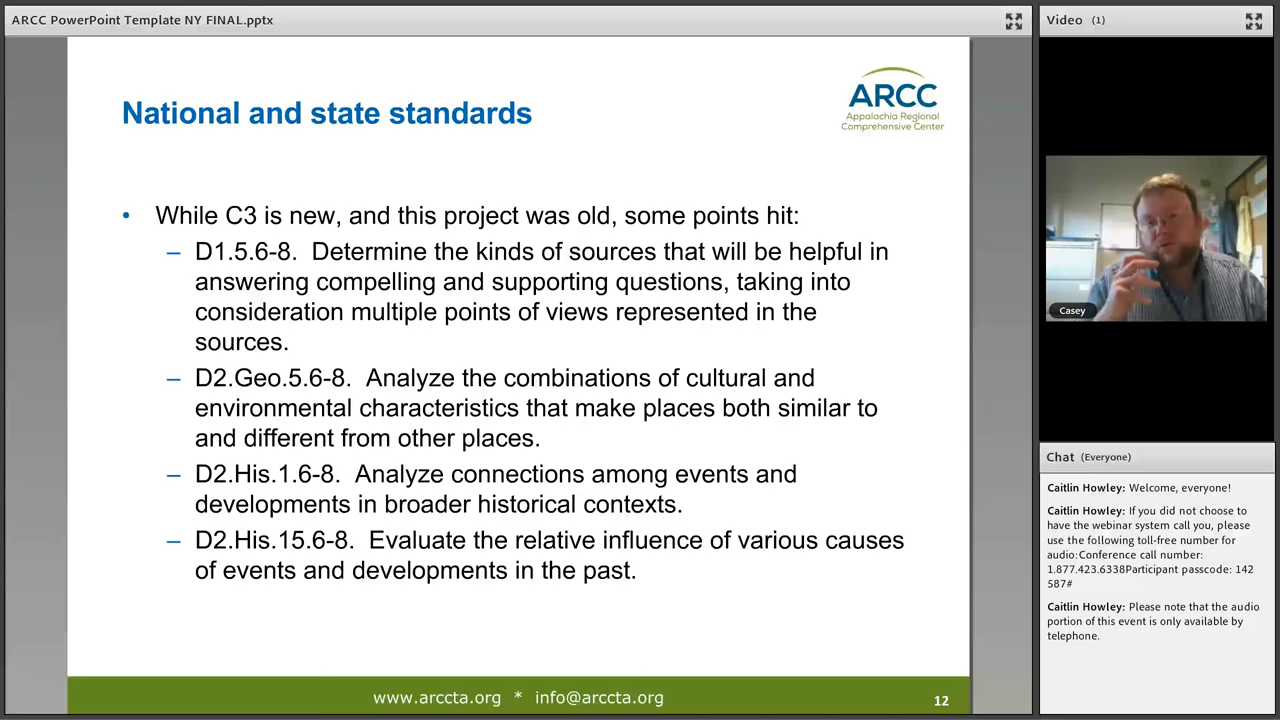 ARCC PowerPoint Template NY FINAL.pptx
National and state standards
ARCC
Appalachia Regional
Comprehensive Center
• While C3 is new, and this project was old, some points hit:
– D1.5.6-8. Determine the kinds of sources that will be helpful in
answering compelling and supporting questions, taking into
consideration multiple points of views represented in the
sources.
– D2.Geo.5.6-8. Analyze the combinations of cultural and
environmental characteristics that make places both similar to
and different from other places.
– D2.His.1.6-8. Analyze connections among events and
developments in broader historical contexts.
– D2.His.15.6-8. Evaluate the relative influence of various causes
of events and developments in the past.
www.arccta.org * info@arccta.org
12
Video (1)
Casey
Chat (Everyone)
Caitlin Howley: Welcome, everyone!
Caitlin Howley: If you did not choose to
have the webinar system call you, please
use the following toll-free number for
audio:Conference call number:
1.877.423.6338Participant passcode: 142
587#
Caitlin Howley: Please note that the audio
portion of this event is only available by
telephone.